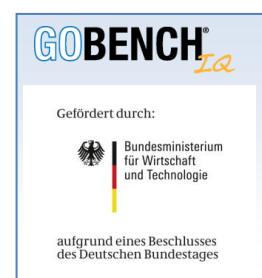 GOBENCH®
IQ
Gefördert durch:
Bundesministerium
für Wirtschaft
und Technologie
aufgrund eines Beschlusses
des Deutschen Bundestages